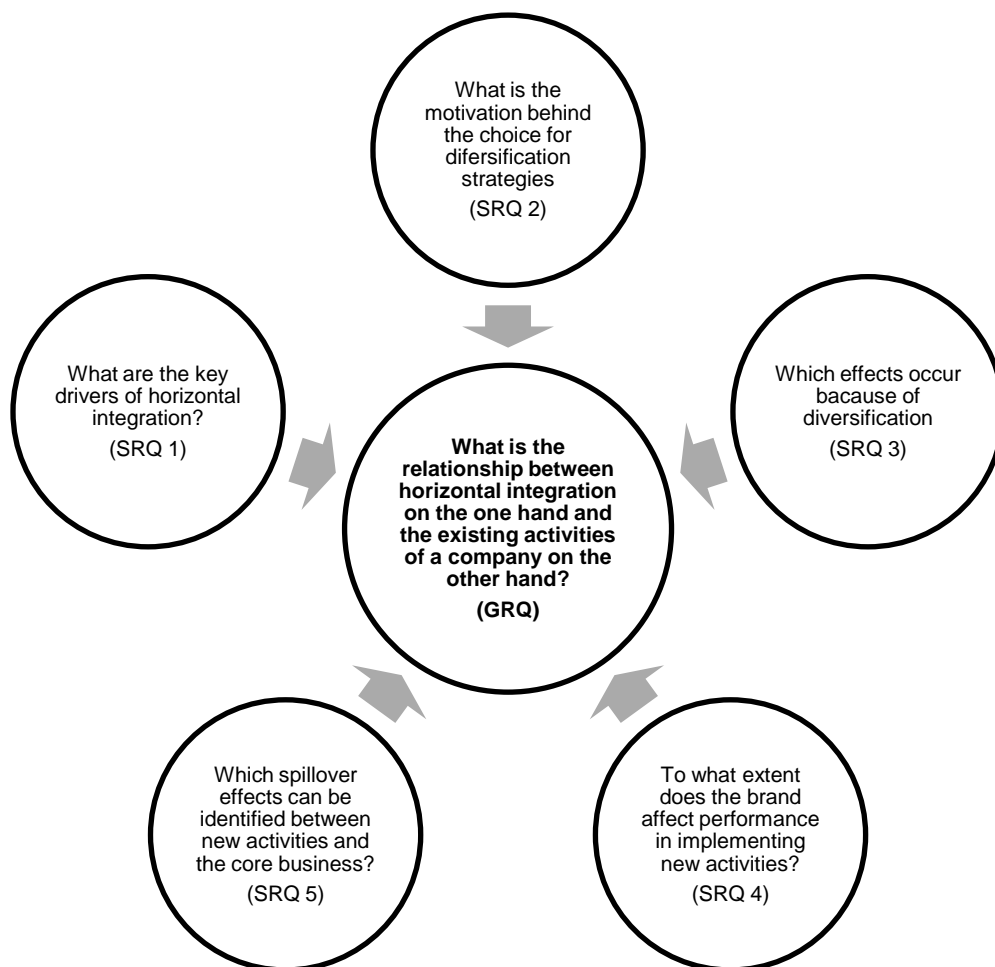 What is the
motivation behind
the choice for
difersification
strategies
(SRQ 2)
What are the key
drivers of horizontal
integration?
(SRQ 1)
Which effects occur
bacause of
diversification
(SRQ 3)
What is the
relationship between
horizontal integration
on the one hand and
the existing activities
of a company on the
other hand?
(GRQ)
Which spillover
effects can be
identified between
new activities and
the core business?
(SRQ 5)
To what extent
does the brand
affect performance
in implementing
new activities?
(SRQ 4)